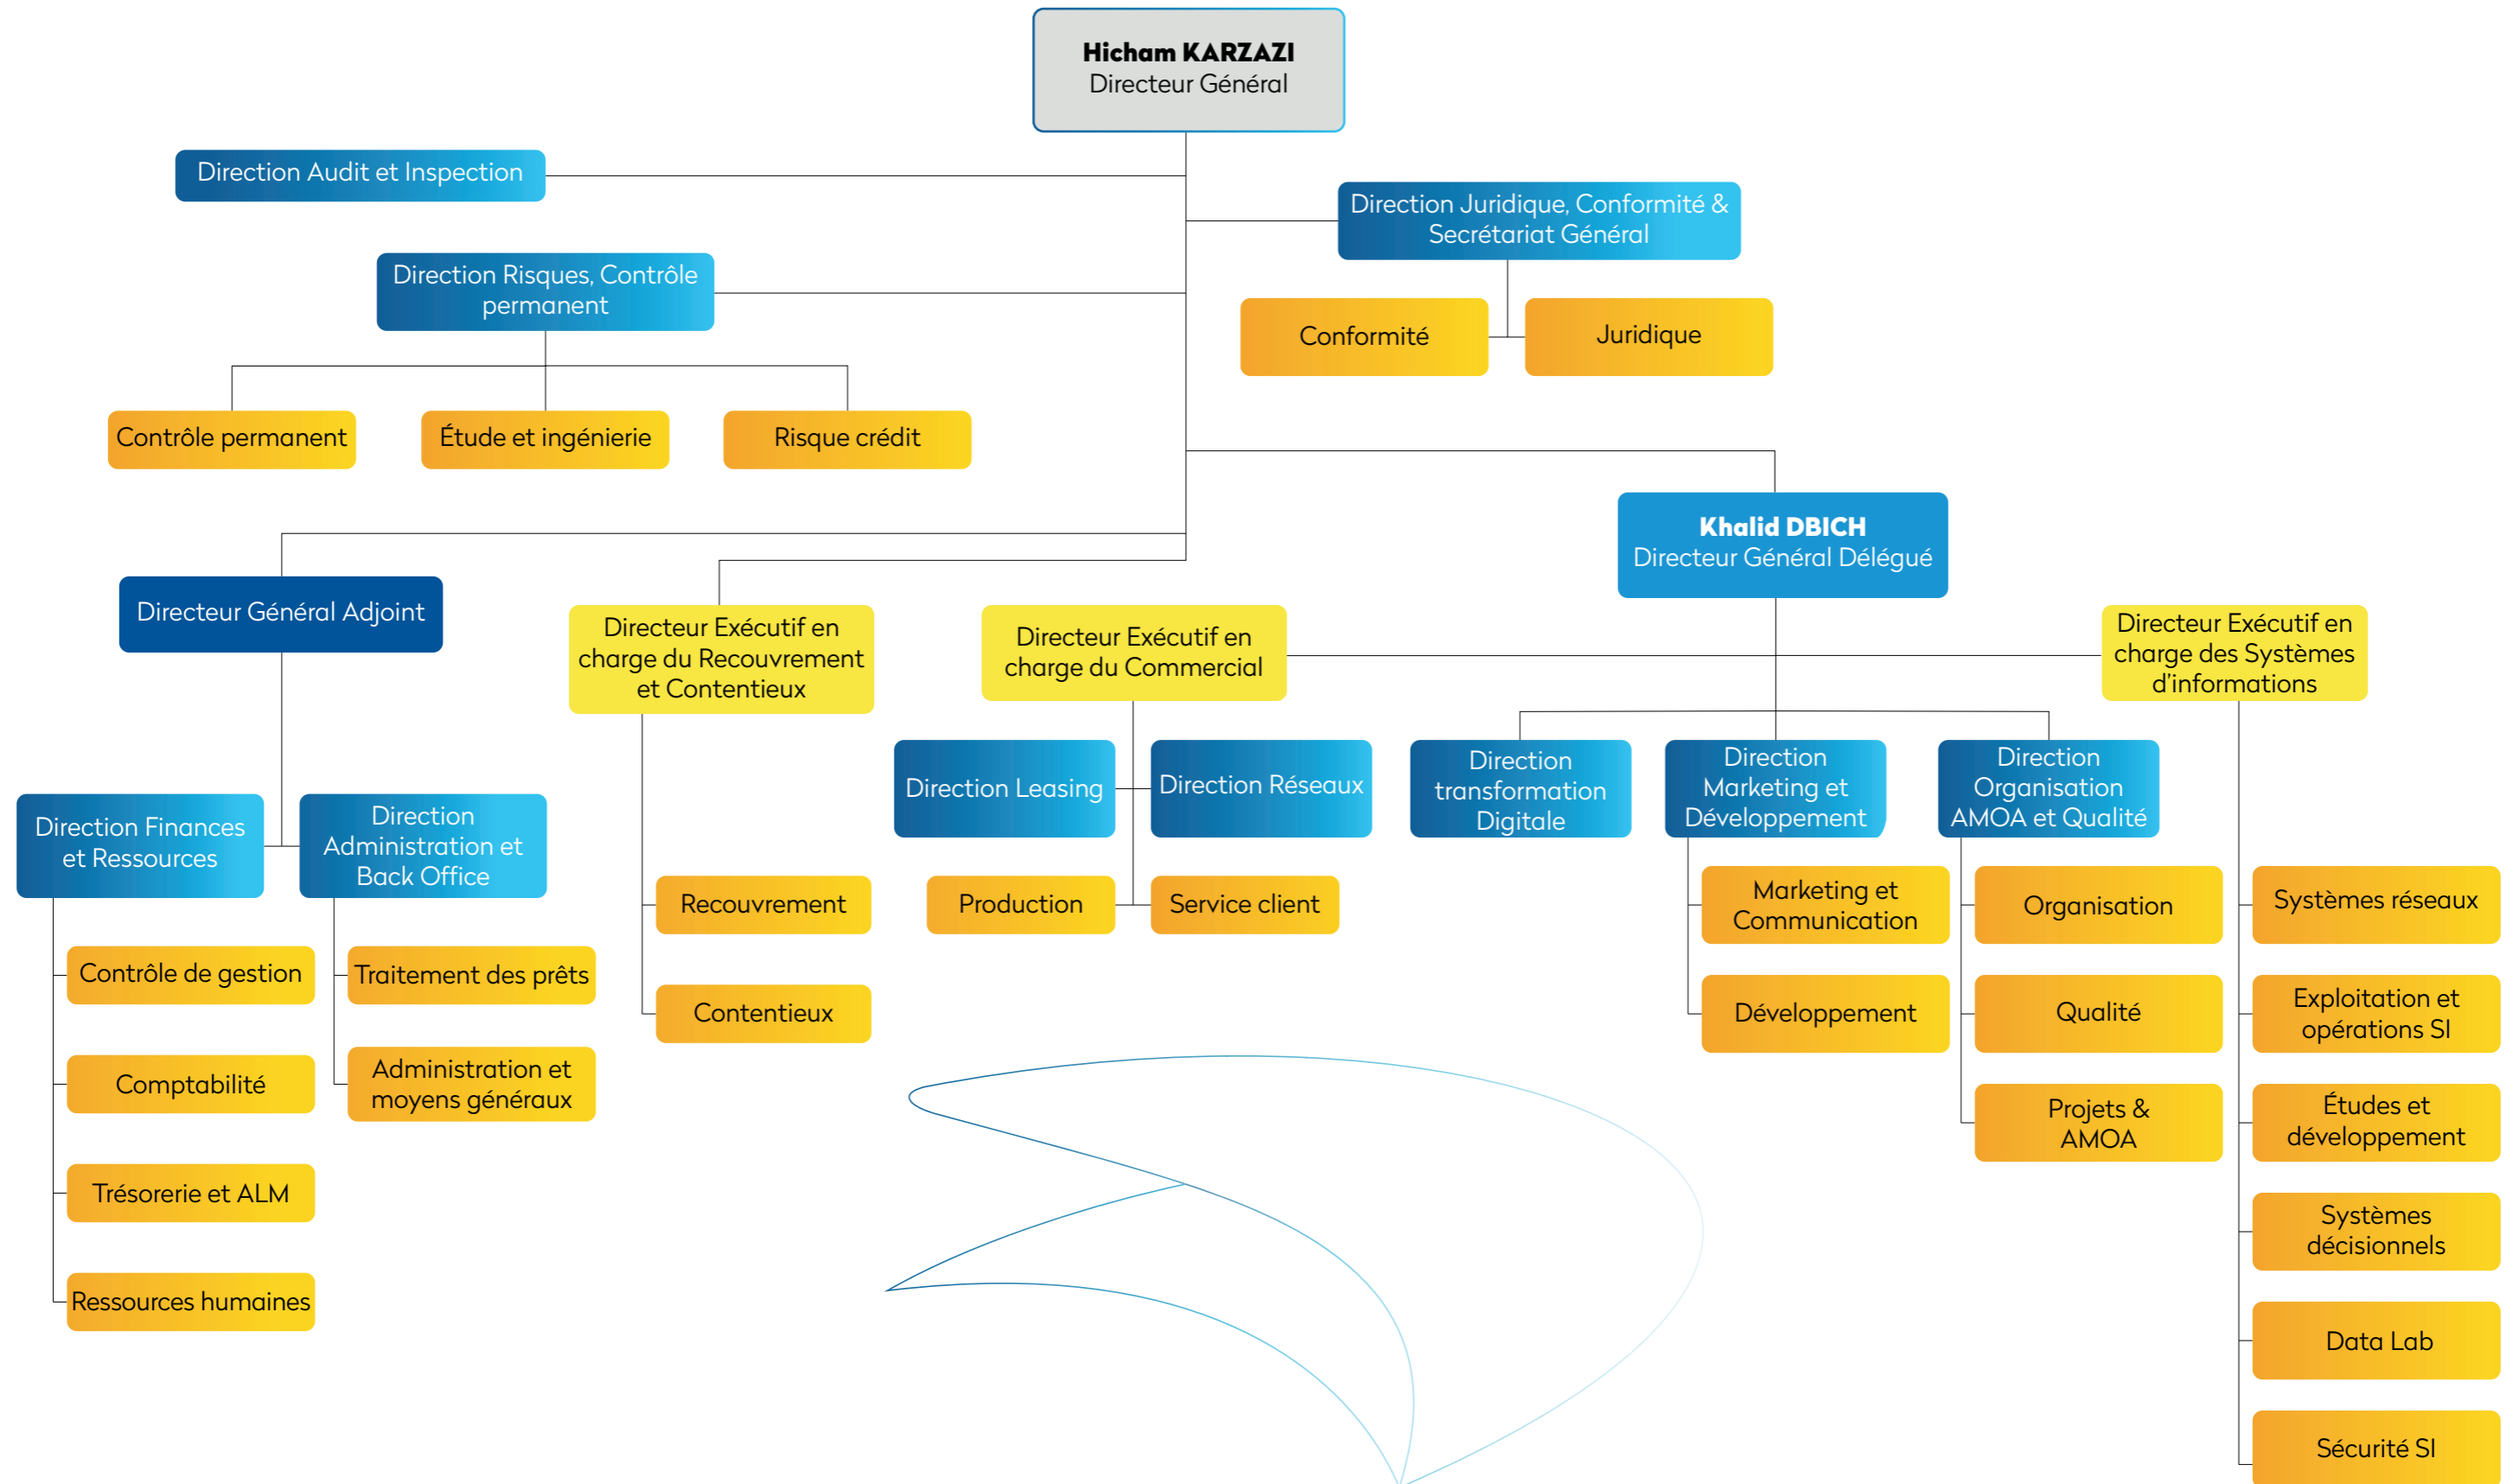 Hicham KARZAZI
Directeur Général
Direction Audit et Inspection
Direction Juridique, Conformité &
Secrétariat Général
Direction Risques, Contrôle
permanent
Conformité
Juridique
Contrôle permanent
Étude et ingénierie
Risque crédit
Khalid DBICH
Directeur Général Délégué
Directeur Général Adjoint
Directeur Exécutif en
charge du Recouvrement
et Contentieux
Directeur Exécutif en
charge du Commercial
Directeur Exécutif en
charge des Systèmes
d'informations
Direction Finances
et Ressources
Direction
Administration et
Back Office
Direction Leasing
Direction Réseaux
Direction
transformation
Digitale
Direction
Marketing et
Développement
Direction
Organisation
AMOA et Qualité
Contrôle de gestion
Comptabilité
Trésorerie et ALM
Ressources humaines
Traitement des prêts
Administration et
moyens généraux
Recouvrement
Contentieux
Production
Service client
Marketing et
Communication
Développement
Organisation
Qualité
Projets &
AMOA
Systèmes réseaux
Exploitation et
opérations SI
Études et
développement
Systèmes
décisionnels
Data Lab
Sécurité SI